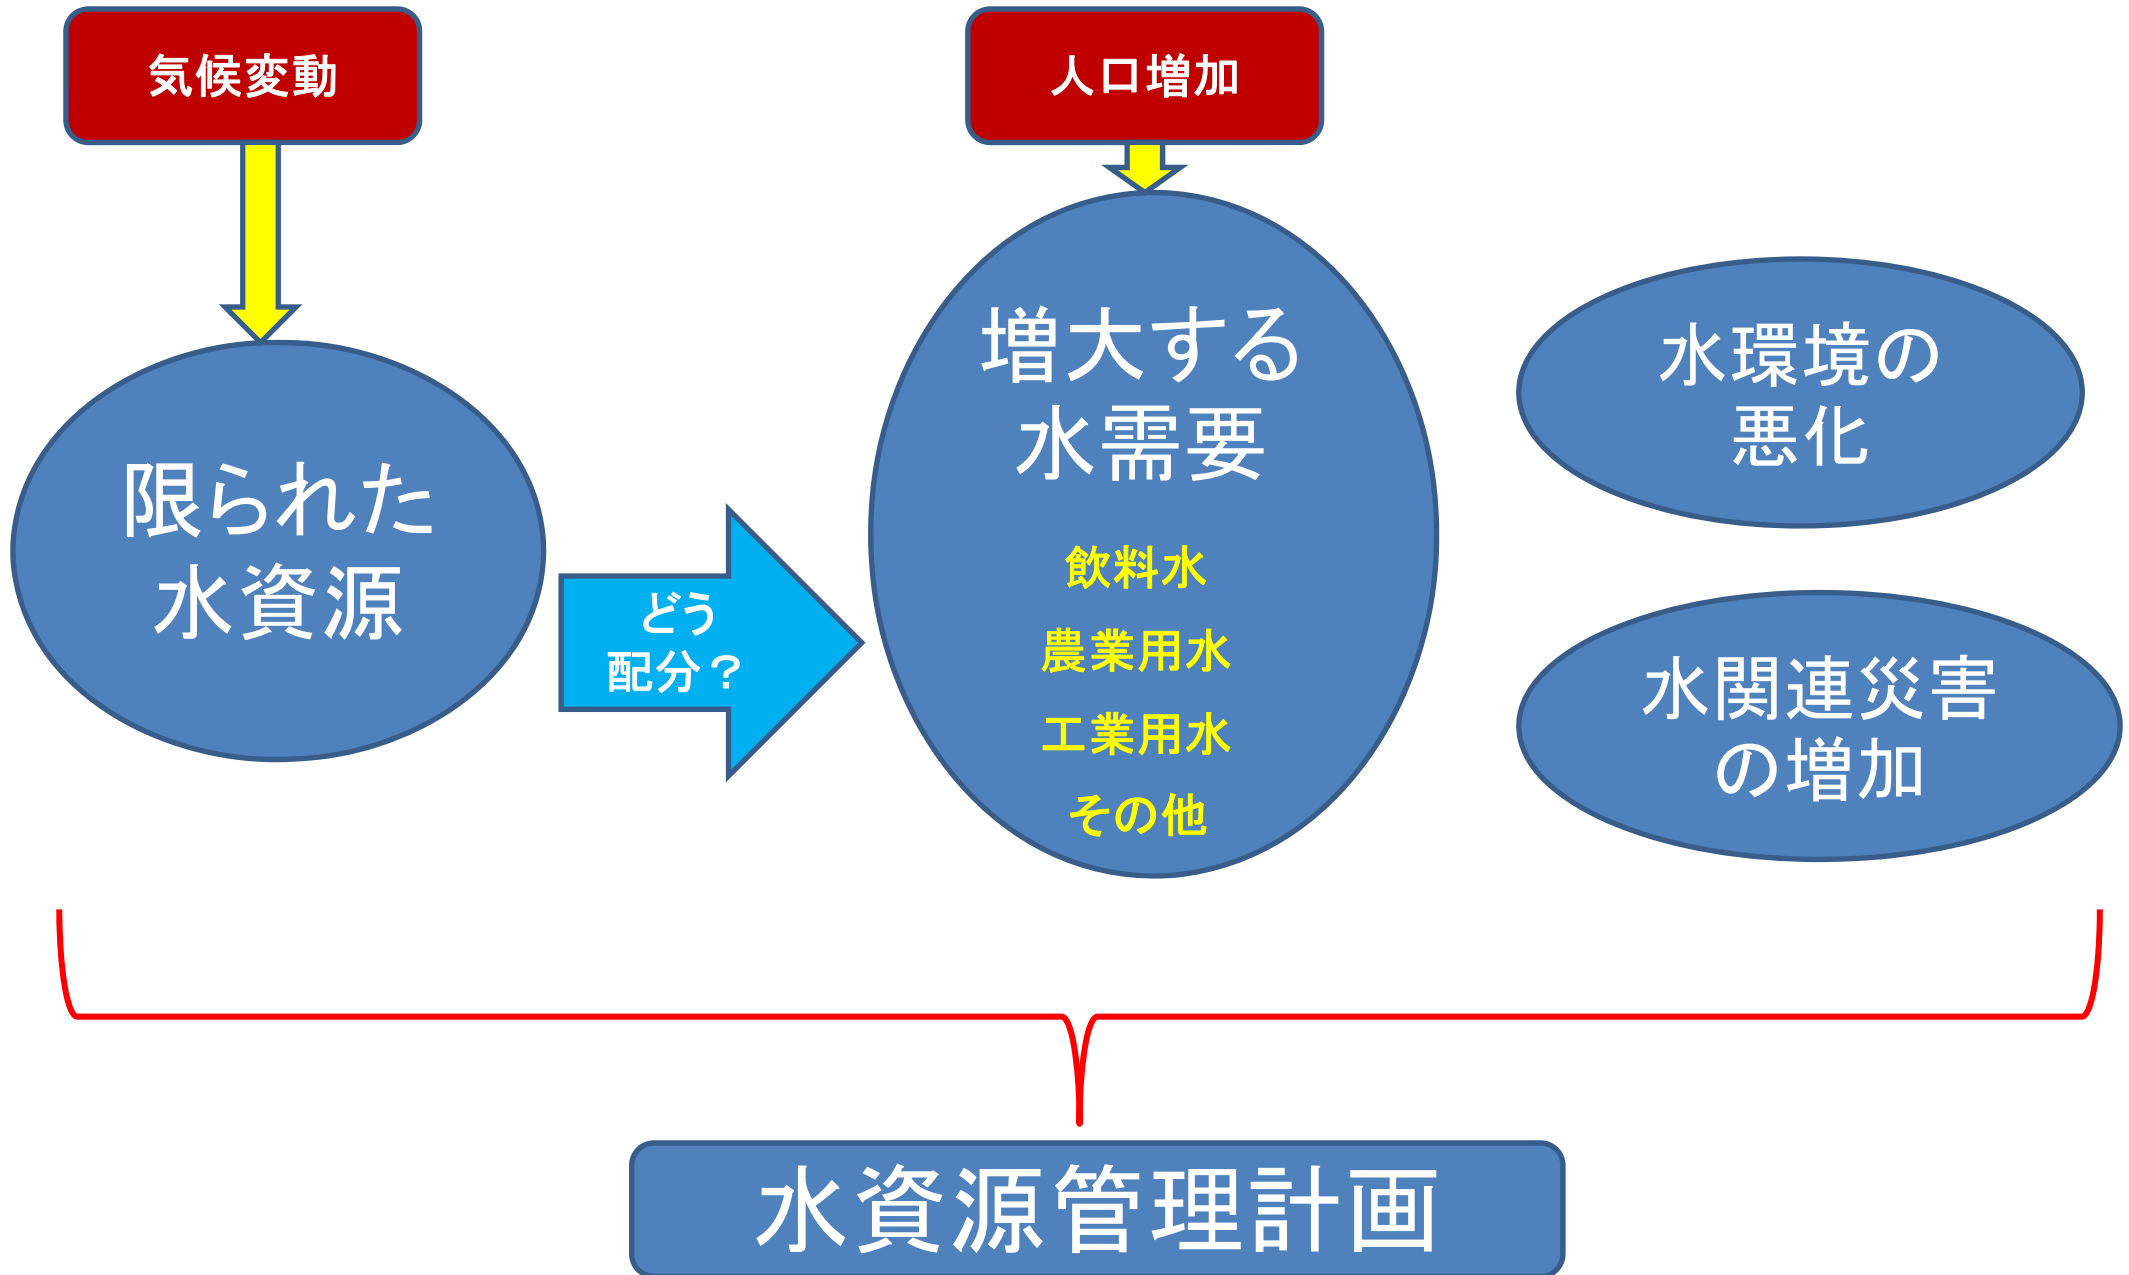 気候変動
人口増加
限られた
水資源
どう
配分？
増大する
水需要
飲料水
農業用水
工業用水
その他
水環境の
悪化
水関連災害
の増加
水資源管理計画